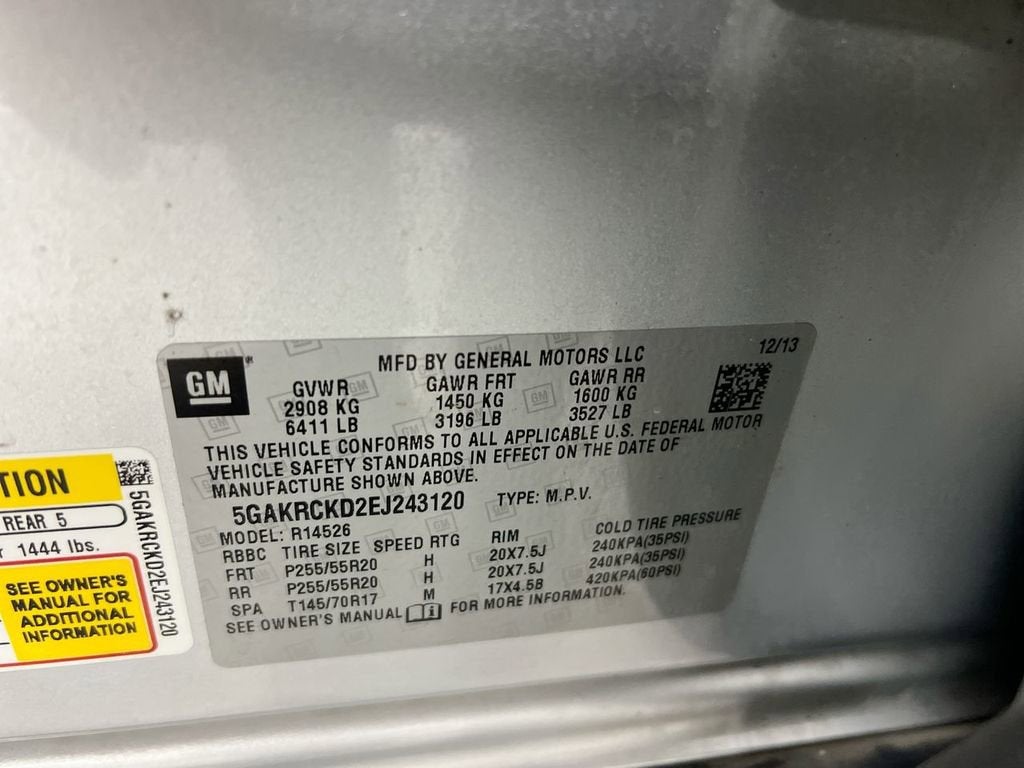 GM
MFD BY GENERAL MOTORS LLC
12/13
GVWR GAWR FRT GAWR RR
2908 KG 1450 KG 1600 KG
6411 LB 3196 LB 3527 LB
THIS VEHICLE CONFORMS TO ALL APPLICABLE U.S. FEDERAL MOTOR
VEHICLE SAFETY STANDARDS IN EFFECT ON THE DATE OF
MANUFACTURE SHOWN ABOVE.
5GAKRCKD2EJ243120 TYPE: M.P.V.
MODEL: R14526
RBBC TIRE SIZE SPEED RTG RIM COLD TIRE PRESSURE
FRT P255/55R20 H 20X7.5J 240KPA(35PSI)
RR P255/55R20 H 20X7.5J 240KPA(35PSI)
SPA T145/70R17 M 17X4.5B 420KPA(60PSI)
SEE OWNER'S MANUAL FOR MORE INFORMATION.
TION
REAR 5
1444 lbs.
SEE OWNER'S
MANUAL FOR
ADDITIONAL
INFORMATION
5GAKRCKD2EJ243120